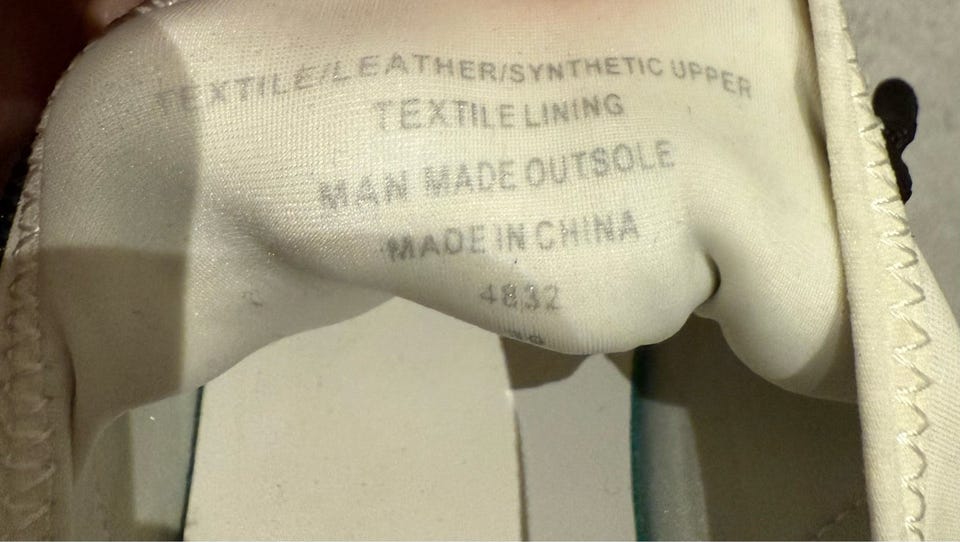 TEXTILE/LEATHER/SYNTHETIC UPPER
TEXTILE LINING
MAN MADE OUTSOLE
MADE IN CHINA
4832